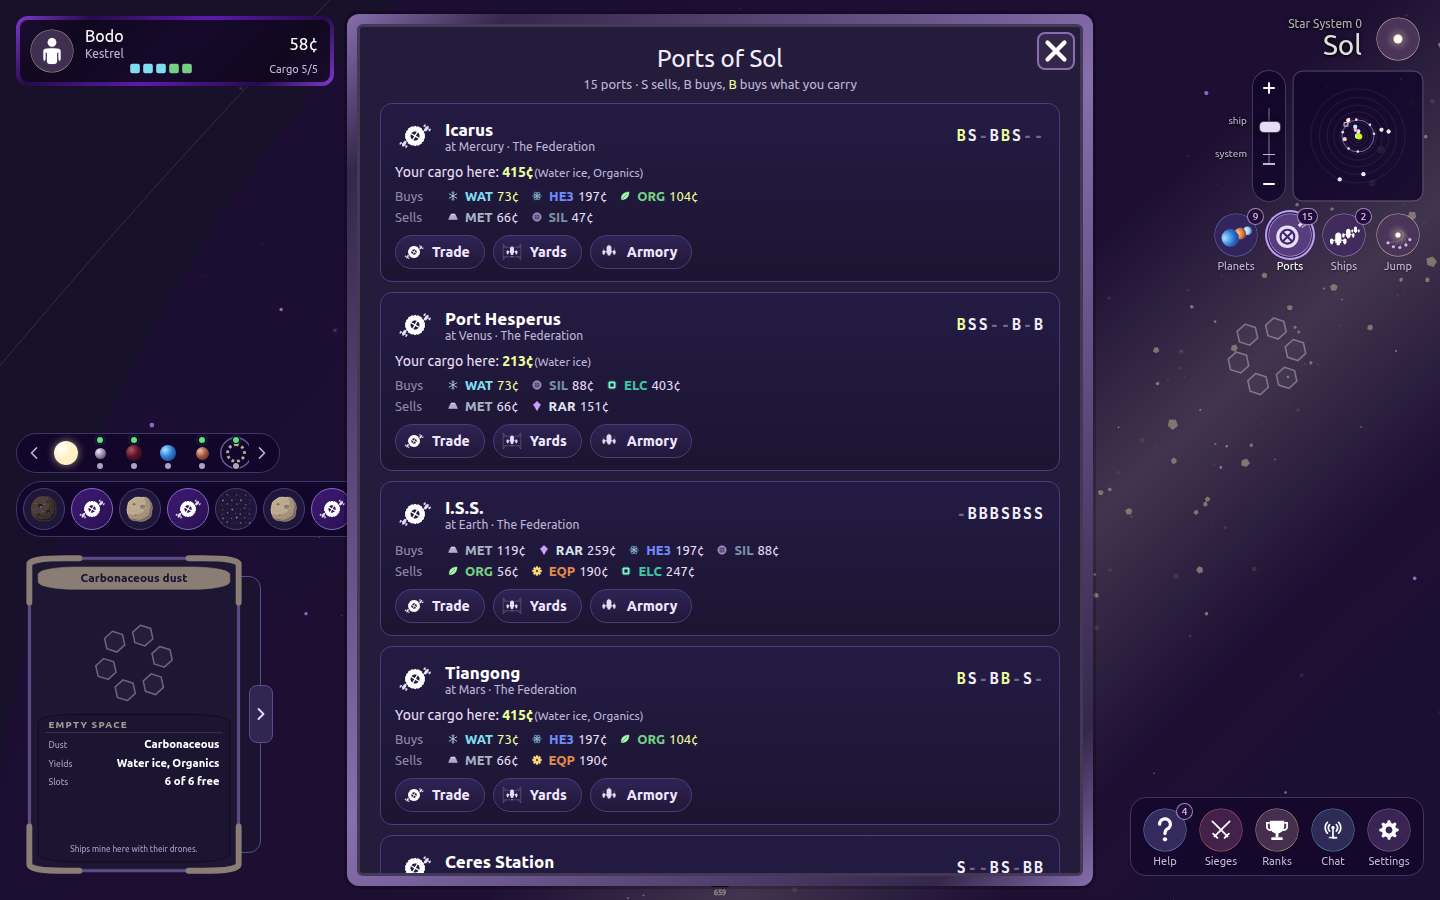 Bodo
Kestrel
58¢
Cargo 5/5
Ports of Sol
15 ports · S sells, B buys, B buys what you carry
Icarus
at Mercury · The Federation
BS-BBS--
Your cargo here: 415¢(Water ice, Organics)
Buys WAT 73¢ HE3 197¢ ORG 104¢
Sells MET 66¢ SIL 47¢
Trade Yards Armory
Port Hesperus
at Venus · The Federation
BSS--B-B
Your cargo here: 213¢(Water ice)
Buys WAT 73¢ SIL 88¢ ELC 403¢
Sells MET 66¢ RAR 151¢
Trade Yards Armory
I.S.S.
at Earth · The Federation
-BBBSBSS
Buys MET 119¢ RAR 259¢ HE3 197¢ SIL 88¢
Sells ORG 56¢ EQP 190¢ ELC 247¢
Trade Yards Armory
Tiangong
at Mars · The Federation
BS-BB-S-
Your cargo here: 415¢(Water ice, Organics)
Buys WAT 73¢ HE3 197¢ ORG 104¢
Sells MET 66¢ EQP 190¢
Trade Yards Armory
Ceres Station
S--BS-BB
Star System 0
Sol
ship
system
9 15 2
Planets Ports Ships Jump
Carbonaceous dust
EMPTY SPACE
Dust Carbonaceous
Yields Water ice, Organics
Slots 6 of 6 free
Ships mine here with their drones.
4
Help Sieges Ranks Chat Settings
659